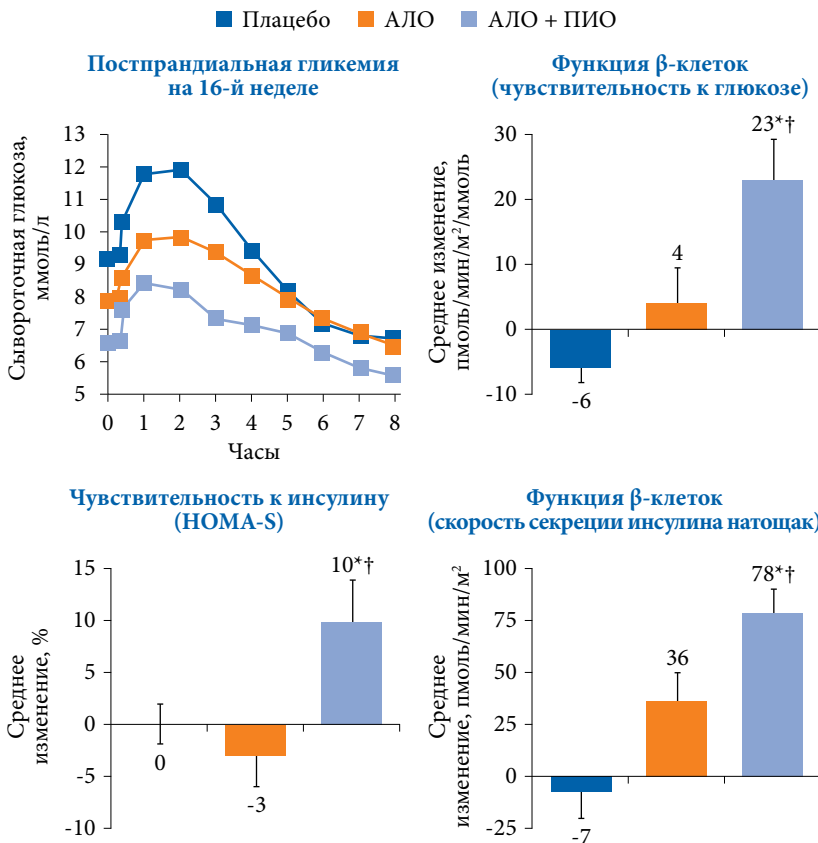 Плацебо АЛО АЛО + ПИО
Постпрандиальная гликемия
на 16-й неделе
Сывороточная глюкоза,
ммоль/л
13
12
11
10
9
8
7
6
5
0 1 2 3 4 5 6 7 8
Часы
Функция β-клеток
(чувствительность к глюкозе)
Среднее изменение,
пмоль/мин/м²/ммоль
30
20
10
0
-10
-6
4
23*†
Чувствительность к инсулину
(HOMA-S)
Среднее
изменение, %
15
10
5
0
-5
-10
0
-3
10*†
Функция β-клеток
(скорость секреции инсулина натощак)
Среднее
изменение, пмоль/мин/м²
100
75
50
25
0
-25
-7
36
78*†